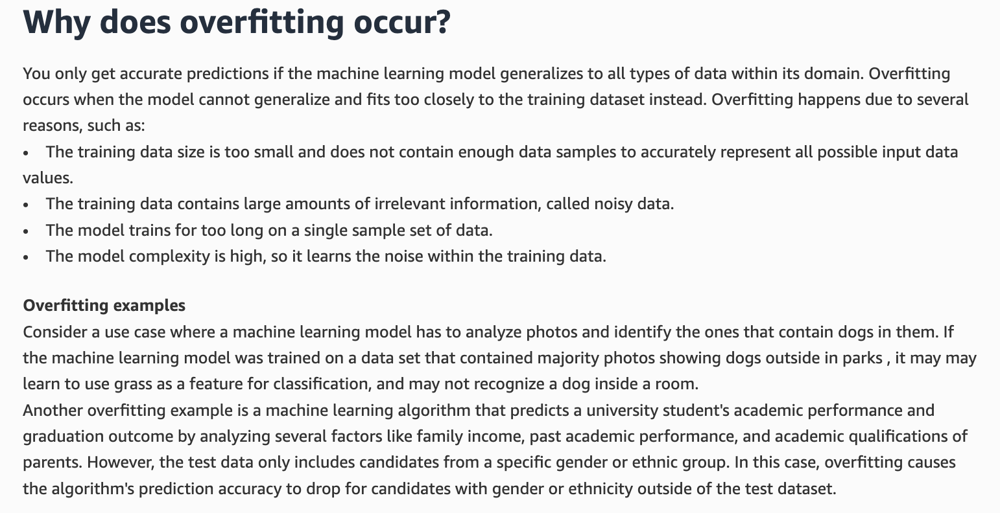 Why does overfitting occur?
You only get accurate predictions if the machine learning model generalizes to all types of data within its domain. Overfitting
occurs when the model cannot generalize and fits too closely to the training dataset instead. Overfitting happens due to several
reasons, such as:
•    The training data size is too small and does not contain enough data samples to accurately represent all possible input data
values.
•    The training data contains large amounts of irrelevant information, called noisy data.
•    The model trains for too long on a single sample set of data.
•    The model complexity is high, so it learns the noise within the training data.
Overfitting examples
Consider a use case where a machine learning model has to analyze photos and identify the ones that contain dogs in them. If
the machine learning model was trained on a data set that contained majority photos showing dogs outside in parks , it may may
learn to use grass as a feature for classification, and may not recognize a dog inside a room.
Another overfitting example is a machine learning algorithm that predicts a university student's academic performance and
graduation outcome by analyzing several factors like family income, past academic performance, and academic qualifications of
parents. However, the test data only includes candidates from a specific gender or ethnic group. In this case, overfitting causes
the algorithm's prediction accuracy to drop for candidates with gender or ethnicity outside of the test dataset.